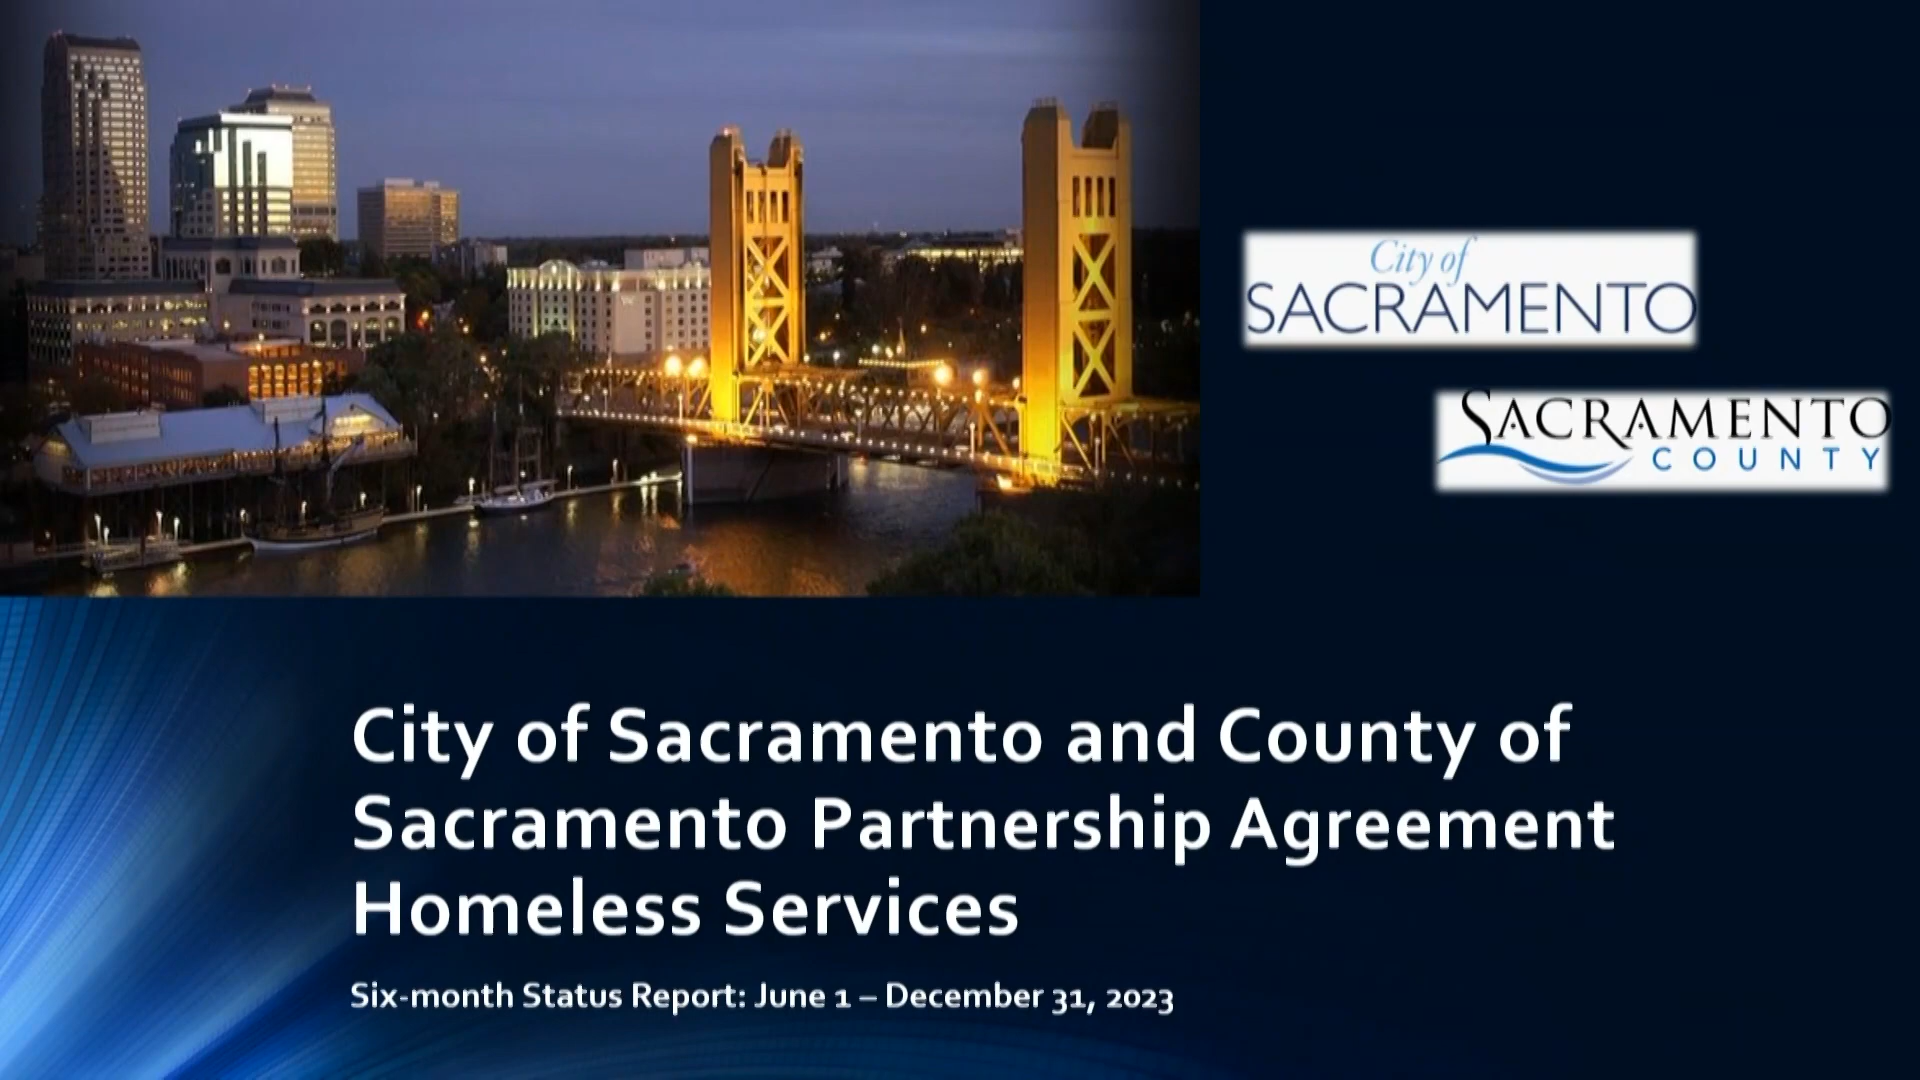 City of
SACRAMENTO
SACRAMENTO
COUNTY
City of Sacramento and County of
Sacramento Partnership Agreement
Homeless Services
Six-month Status Report: June 1 – December 31, 2023